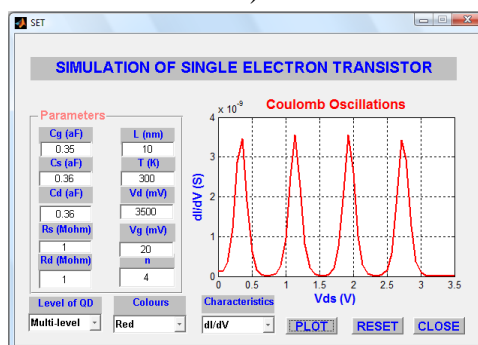 SET
SIMULATION OF SINGLE ELECTRON TRANSISTOR
Parameters
Cg (aF)
0.35
Cs (aF)
0.36
Cd (aF)
0.36
Rs (Mohm)
1
Rd (Mohm)
1
L (nm)
10
T (K)
300
Vd (mV)
3500
Vg (mV)
20
n
4
Level of QD
Multi-level
Colours
Red
Characteristics
dI/dV
x 10⁻⁹
Coulomb Oscillations
dI/dV (S)
4
3
2
1
0
0 0.5 1 1.5 2 2.5 3 3.5
Vds (V)
PLOT RESET CLOSE